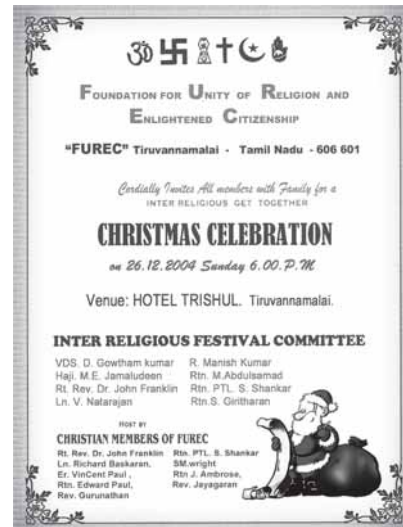 ॐ
FOUNDATION FOR UNITY OF RELIGION AND
ENLIGHTENED CITIZENSHIP
"FUREC" Tiruvannamalai - Tamil Nadu - 606 601
Cordially Invites All members with Family for a
INTER RELIGIOUS GET TOGETHER
CHRISTMAS CELEBRATION
on 26.12.2004 Sunday 6.00.P.M
Venue: HOTEL TRISHUL. Tiruvannamalai.
INTER RELIGIOUS FESTIVAL COMMITTEE
VDS. D. Gowtham kumar R. Manish Kumar
Haji. M.E. Jamaludeen Rtn. M.Abdulsamad
Rt. Rev. Dr. John Franklin Rtn. PTL. S. Shankar
Ln. V. Natarajan Rtn.S. Giritharan
HOST BY
CHRISTIAN MEMBERS OF FUREC
Rt. Rev. Dr. John Franklin Rtn. PTL. S. Shankar
Ln. Richard Baskaran, SM.wright
Er. VinCent Paul , Rtn J. Ambrose,
Rtn. Edward Paul, Rev. Jayagaran
Rev. Gurunathan